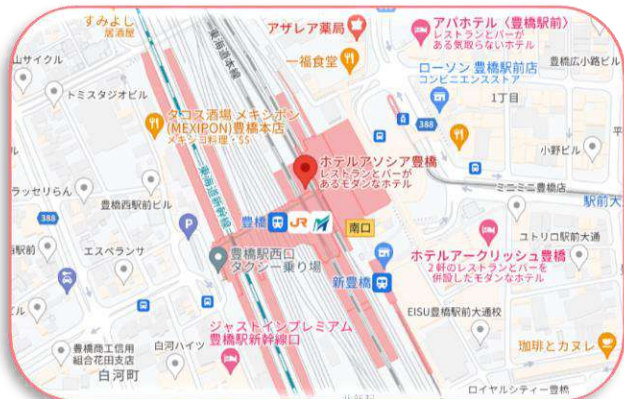 すみよし
居酒屋
山サイクル
トミスタジオビル
タコス酒場 メキシポン
(MEXIPON)豊橋本店
メキシコ料理・$$
東海道本線
東海道新幹線
アザレア薬局
一福食堂
アパホテル〈豊橋駅前〉
レストランとバーが
ある気取らないホテル
ローソン 豊橋駅前店
コンビニエンスストア
豊橋広小路ビル
1丁目
388
小野ビル
ホテルアソシア豊橋
レストランとバーが
あるモダンなホテル
ミニミニ豊橋店
駅前大
ラッセリらん
豊橋西駅前ビル
388
西駅前
エスペランサ
P
豊橋
JR
M
南口
豊橋駅西口
タクシー乗り場
新豊橋
ホテルアークリッシュ豊橋
2 軒のレストランとバーを
併設したモダンなホテル
ユトリロ駅前大通
EISU豊橋駅前大通校
ジャストインプレミアム
豊橋駅新幹線口
豊橋商工信用
組合花田支店
白河ハイツ
白河町
珈琲とカヌレ
ロイヤルシティー豊橋